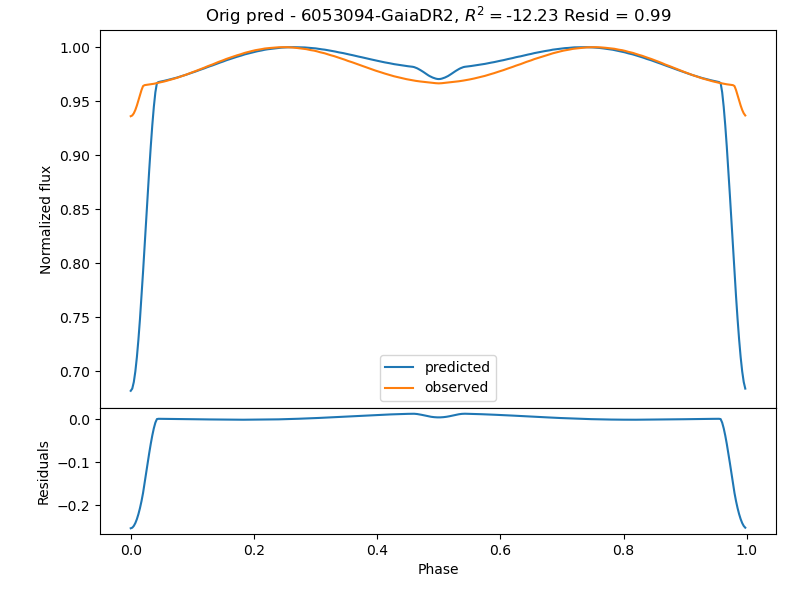 Orig pred - 6053094-GaiaDR2, $R^2 = $-12.23 Resid = 0.99
1.00
0.95
0.90
0.85
0.80
0.75
0.70
Normalized flux
predicted
observed
0.0
−0.1
−0.2
Residuals
0.0 0.2 0.4 0.6 0.8 1.0
Phase